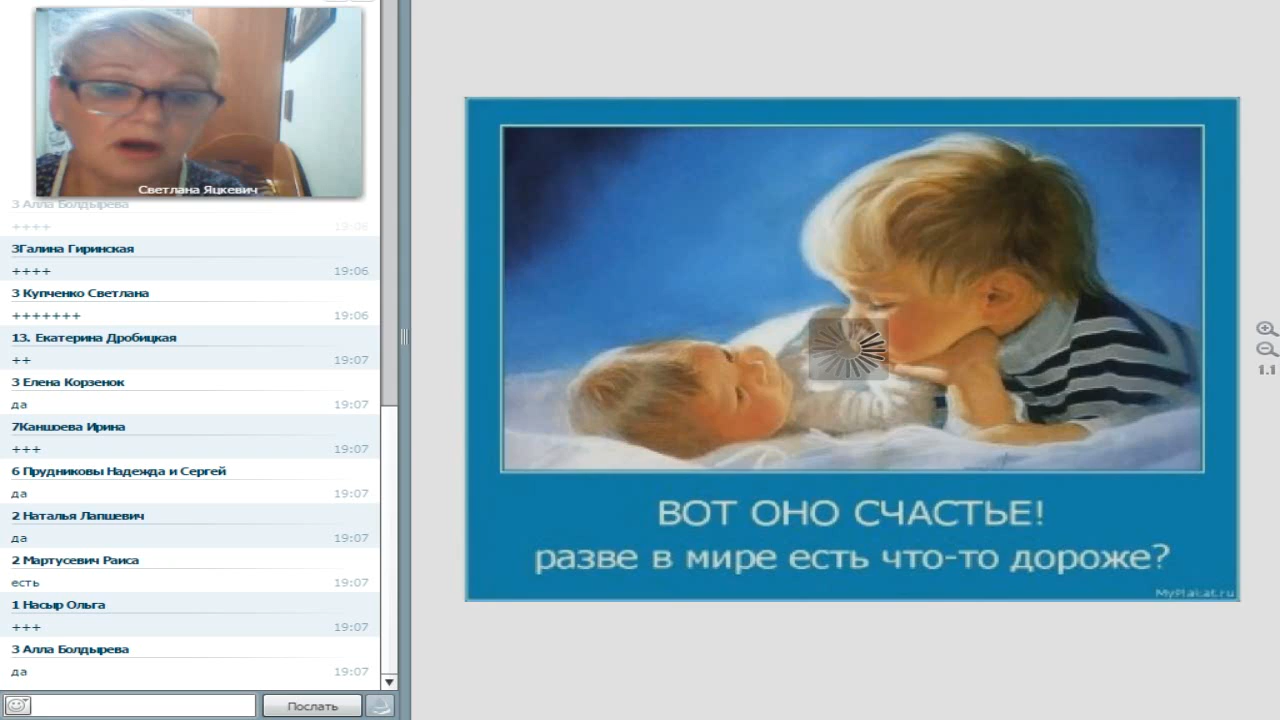 Светлана Яцкевич
3 Алла Болдырева
++++ 19:06
3Галина Гиринская
++++ 19:06
3 Купченко Светлана
+++++++ 19:06
13. Екатерина Дробицкая
++ 19:07
3 Елена Корзенок
да 19:07
7Каншоева Ирина
+++ 19:07
6 Прудниковы Надежда и Сергей
да 19:07
2 Наталья Лапшевич
да 19:07
2 Мартусевич Раиса
есть 19:07
1 Насыр Ольга
+++ 19:07
3 Алла Болдырева
да 19:07
Послать
ВОТ ОНО СЧАСТЬЕ!
разве в мире есть что-то дороже?
MyPlakat.ru
1.1